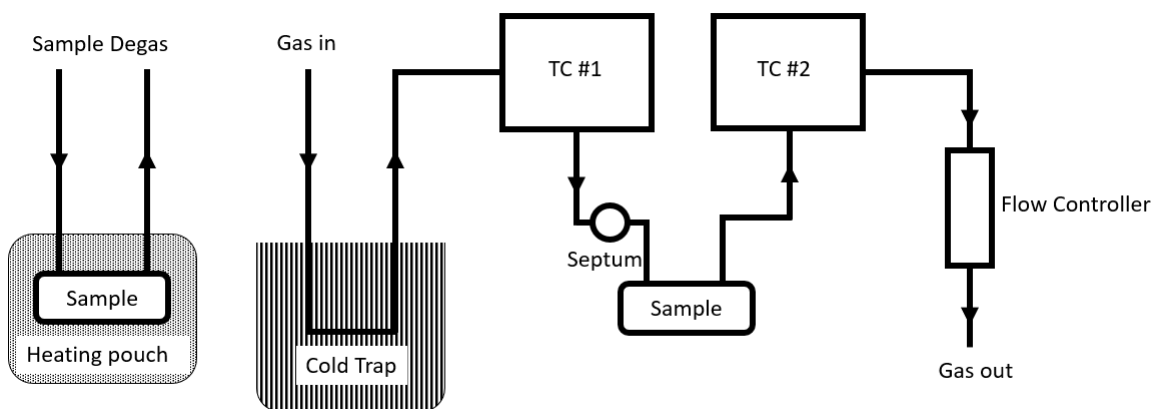 Sample Degas
Gas in
TC #1
TC #2
Flow Controller
Septum
Sample
Sample
Heating pouch
Cold Trap
Gas out